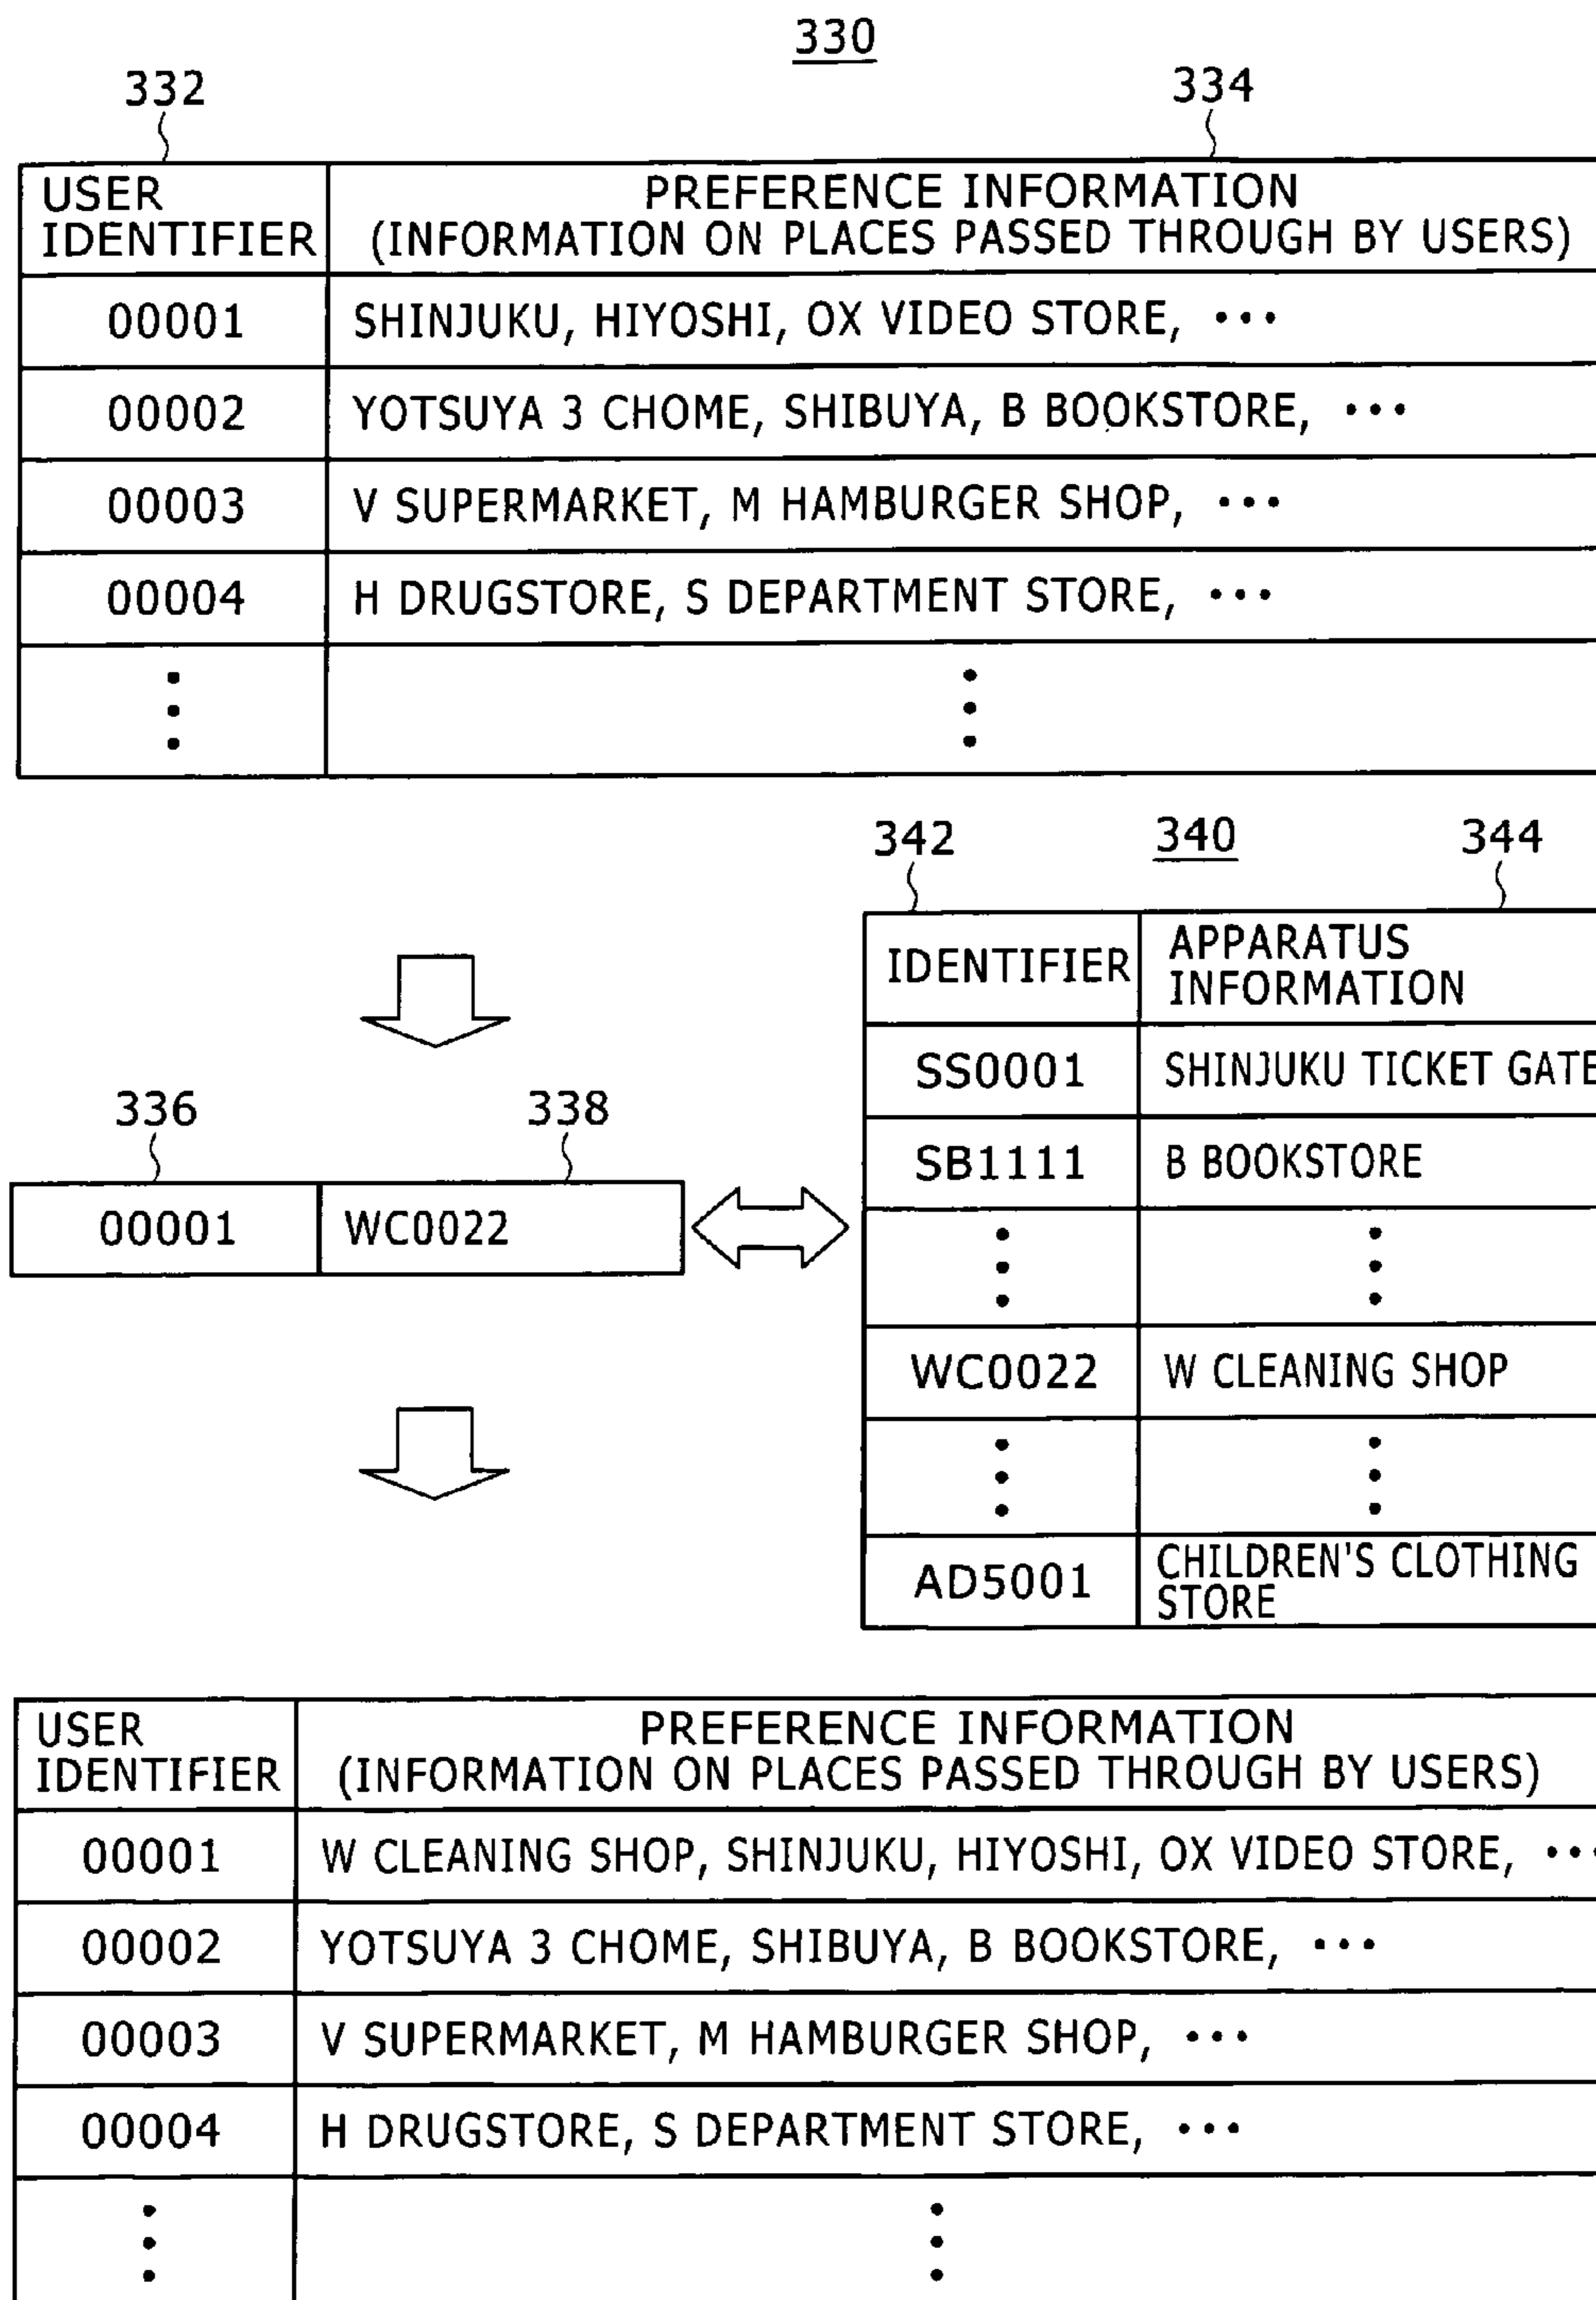 330
332
334
USER IDENTIFIER
PREFERENCE INFORMATION
(INFORMATION ON PLACES PASSED THROUGH BY USERS)
00001
SHINJUKU, HIYOSHI, OX VIDEO STORE, •••
00002
YOTSUYA 3 CHOME, SHIBUYA, B BOOKSTORE, •••
00003
V SUPERMARKET, M HAMBURGER SHOP, •••
00004
H DRUGSTORE, S DEPARTMENT STORE, •••
342
340
344
IDENTIFIER
APPARATUS
INFORMATION
SS0001
SHINJUKU TICKET GATE
SB1111
B BOOKSTORE
WC0022
W CLEANING SHOP
AD5001
CHILDREN'S CLOTHING
STORE
336
338
00001
WC0022
USER
IDENTIFIER
PREFERENCE INFORMATION
(INFORMATION ON PLACES PASSED THROUGH BY USERS)
00001
W CLEANING SHOP, SHINJUKU, HIYOSHI, OX VIDEO STORE, •••
00002
YOTSUYA 3 CHOME, SHIBUYA, B BOOKSTORE, •••
00003
V SUPERMARKET, M HAMBURGER SHOP, •••
00004
H DRUGSTORE, S DEPARTMENT STORE, •••